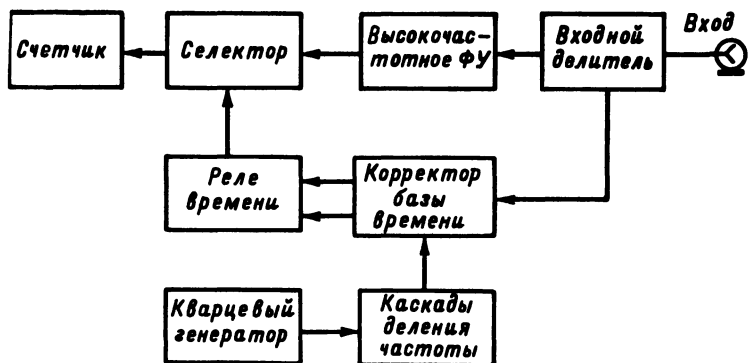 Счетчик
Селектор
Высокочас-
тотное ФУ
Входной
делитель
Вход
Реле
времени
Корректор
базы
времени
Кварцевый
генератор
Каскады
деления
частоты